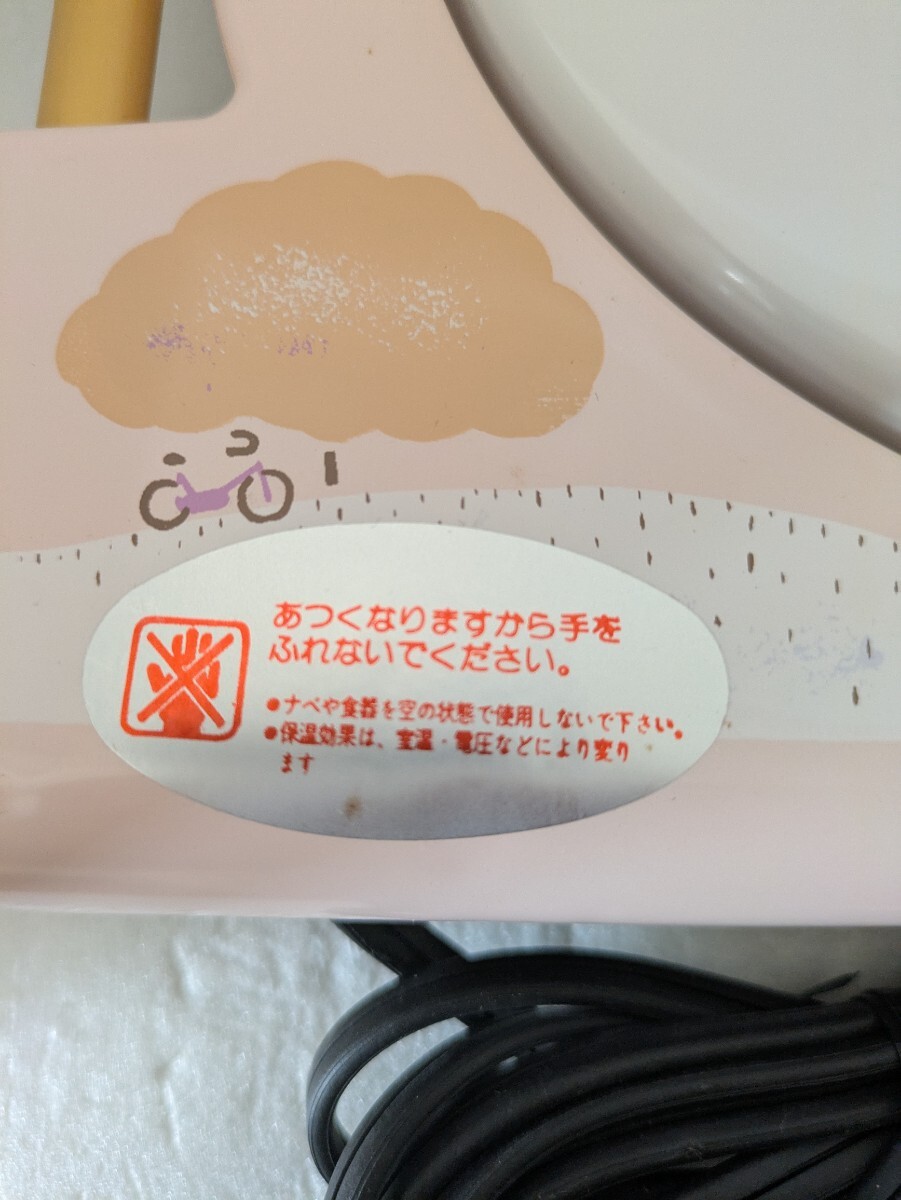 あつくなりますから手を
ふれないでください。
●ナベや食器を空の状態で使用しないで下さい。
●保温効果は、室温・電圧などにより変り
ます